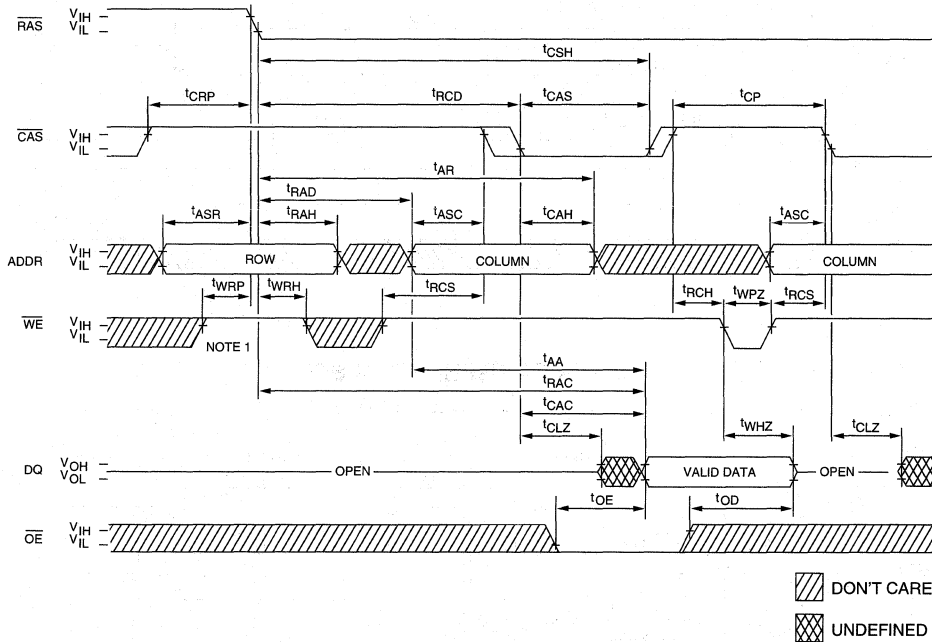 RAS VIH
VIL
tCSH
tCRP tRCD tCAS tCP
CAS VIH
VIL
tAR
tRAD
tASR tRAH tASC tCAH tASC
ADDR VIH
VIL
ROW COLUMN COLUMN
tWRP tWRH tRCS tRCH tWPZ tRCS
WE VIH
VIL
NOTE 1
tAA
tRAC
tCAC
tCLZ tWHZ tCLZ
DQ VOH
VOL
OPEN VALID DATA OPEN
tOE tOD
OE VIH
VIL
DON'T CARE
UNDEFINED